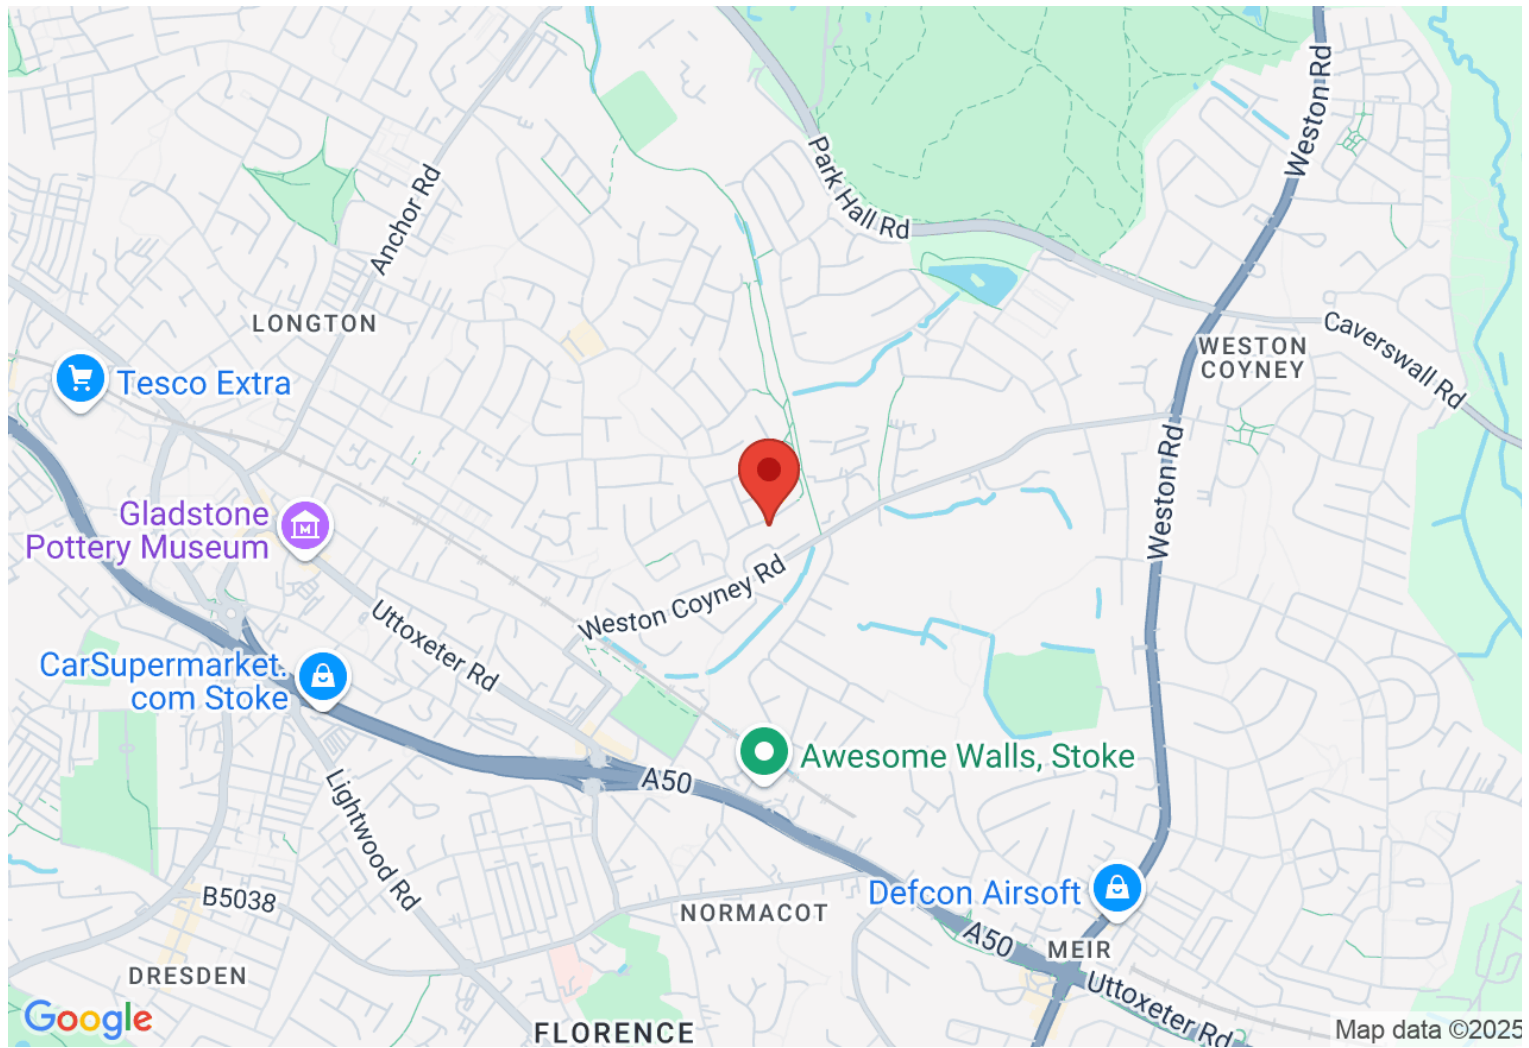 Weston Rd
Park Hall Rd
Anchor Rd
LONGTON
Caverswall Rd
WESTON
COYNEY
Tesco Extra
Weston Rd
Gladstone
Pottery Museum
Weston Coyney Rd
Uttoxeter Rd
CarSupermarket.
com Stoke
Awesome Walls, Stoke
A50
Lightwood Rd
B5038
Defcon Airsoft
NORMACOT
A50
MEIR
DRESDEN
Uttoxeter Rd
Google
FLORENCE
Map data ©2025